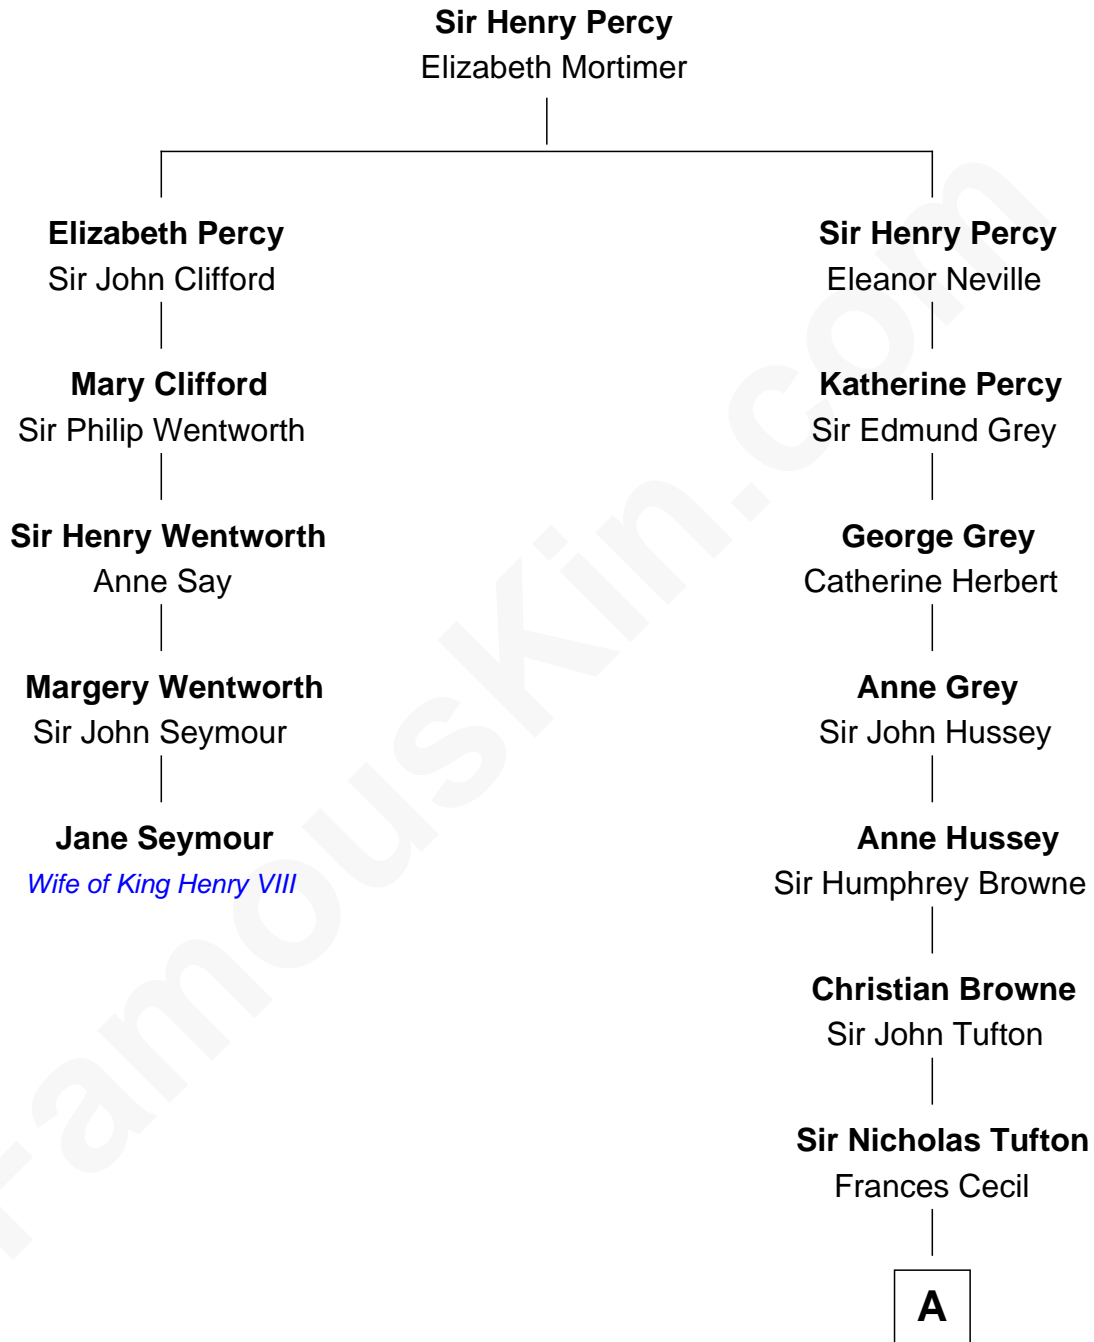 Sir Henry Percy
Elizabeth Mortimer
Elizabeth Percy
Sir John Clifford
Mary Clifford
Sir Philip Wentworth
Sir Henry Wentworth
Anne Say
Margery Wentworth
Sir John Seymour
Jane Seymour
Wife of King Henry VIII
Sir Henry Percy
Eleanor Neville
Katherine Percy
Sir Edmund Grey
George Grey
Catherine Herbert
Anne Grey
Sir John Hussey
Anne Hussey
Sir Humphrey Browne
Christian Browne
Sir John Tufton
Sir Nicholas Tufton
Frances Cecil
A
FamousKin.com